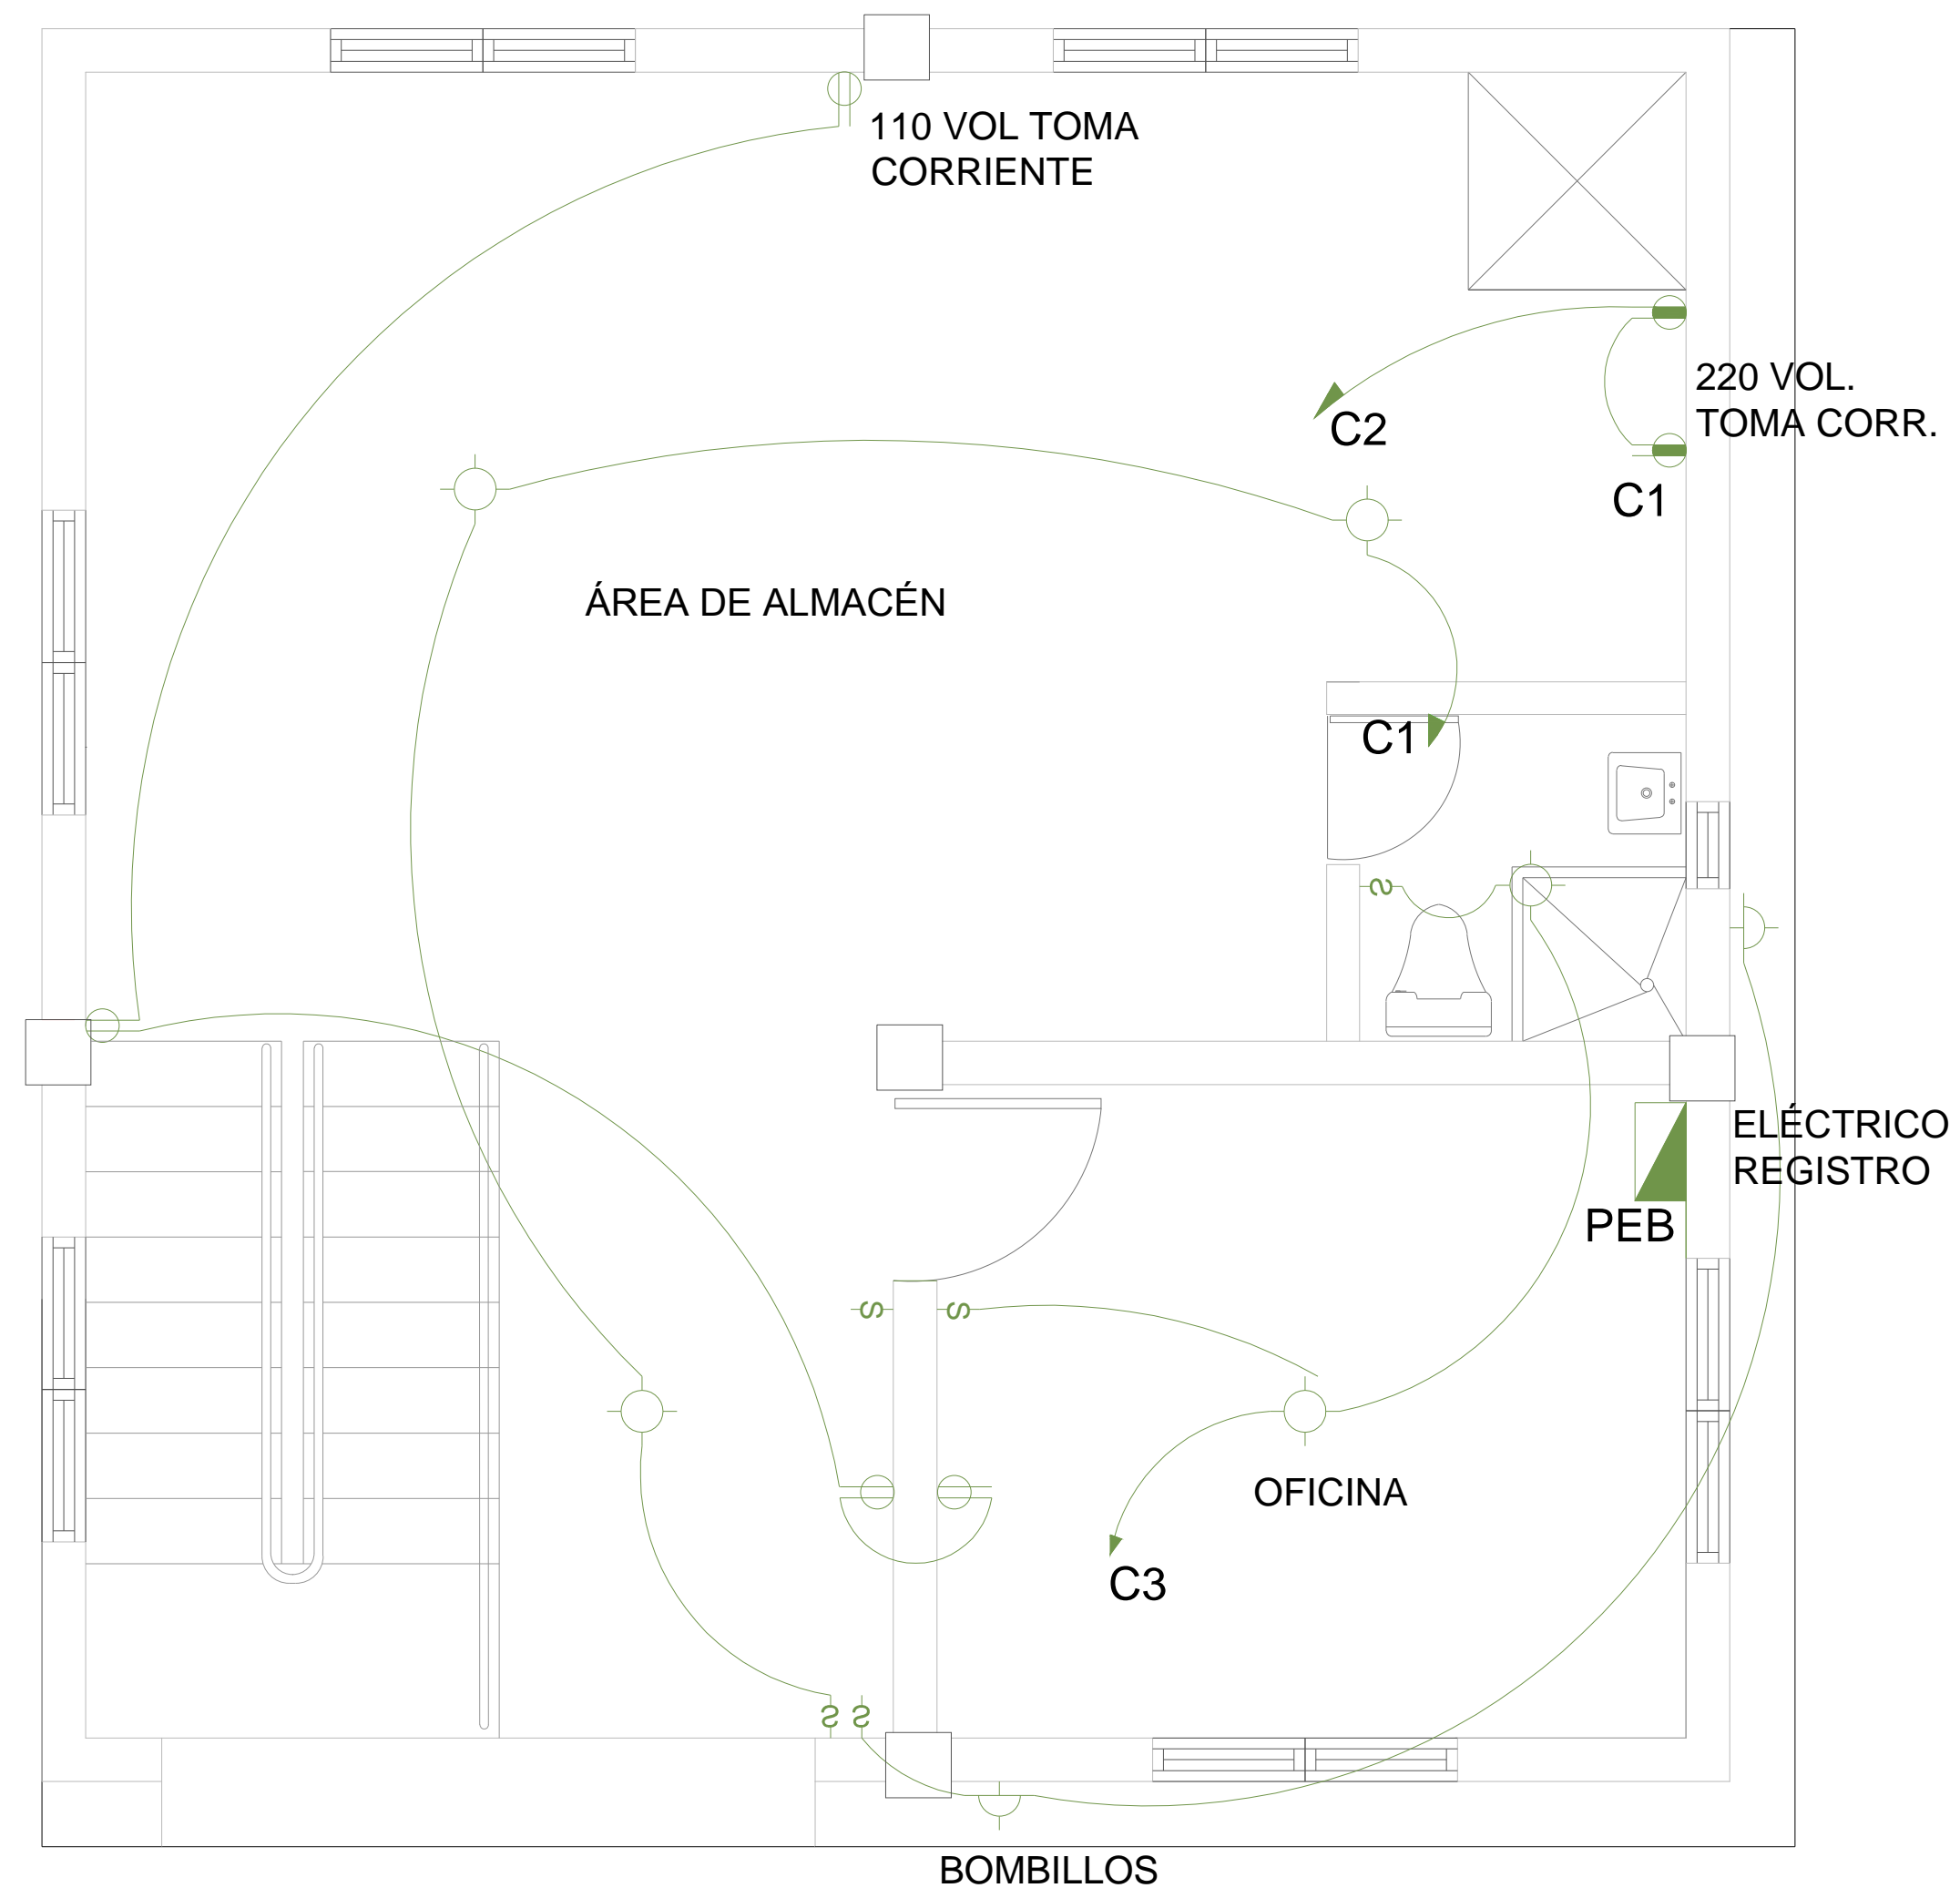 110 VOL TOMA
CORRIENTE
220 VOL.
TOMA CORR.
C2
C1
ÁREA DE ALMACÉN
C1
S
ELÉCTRICO
REGISTRO
PEB
S
S
OFICINA
C3
S
S
BOMBILLOS